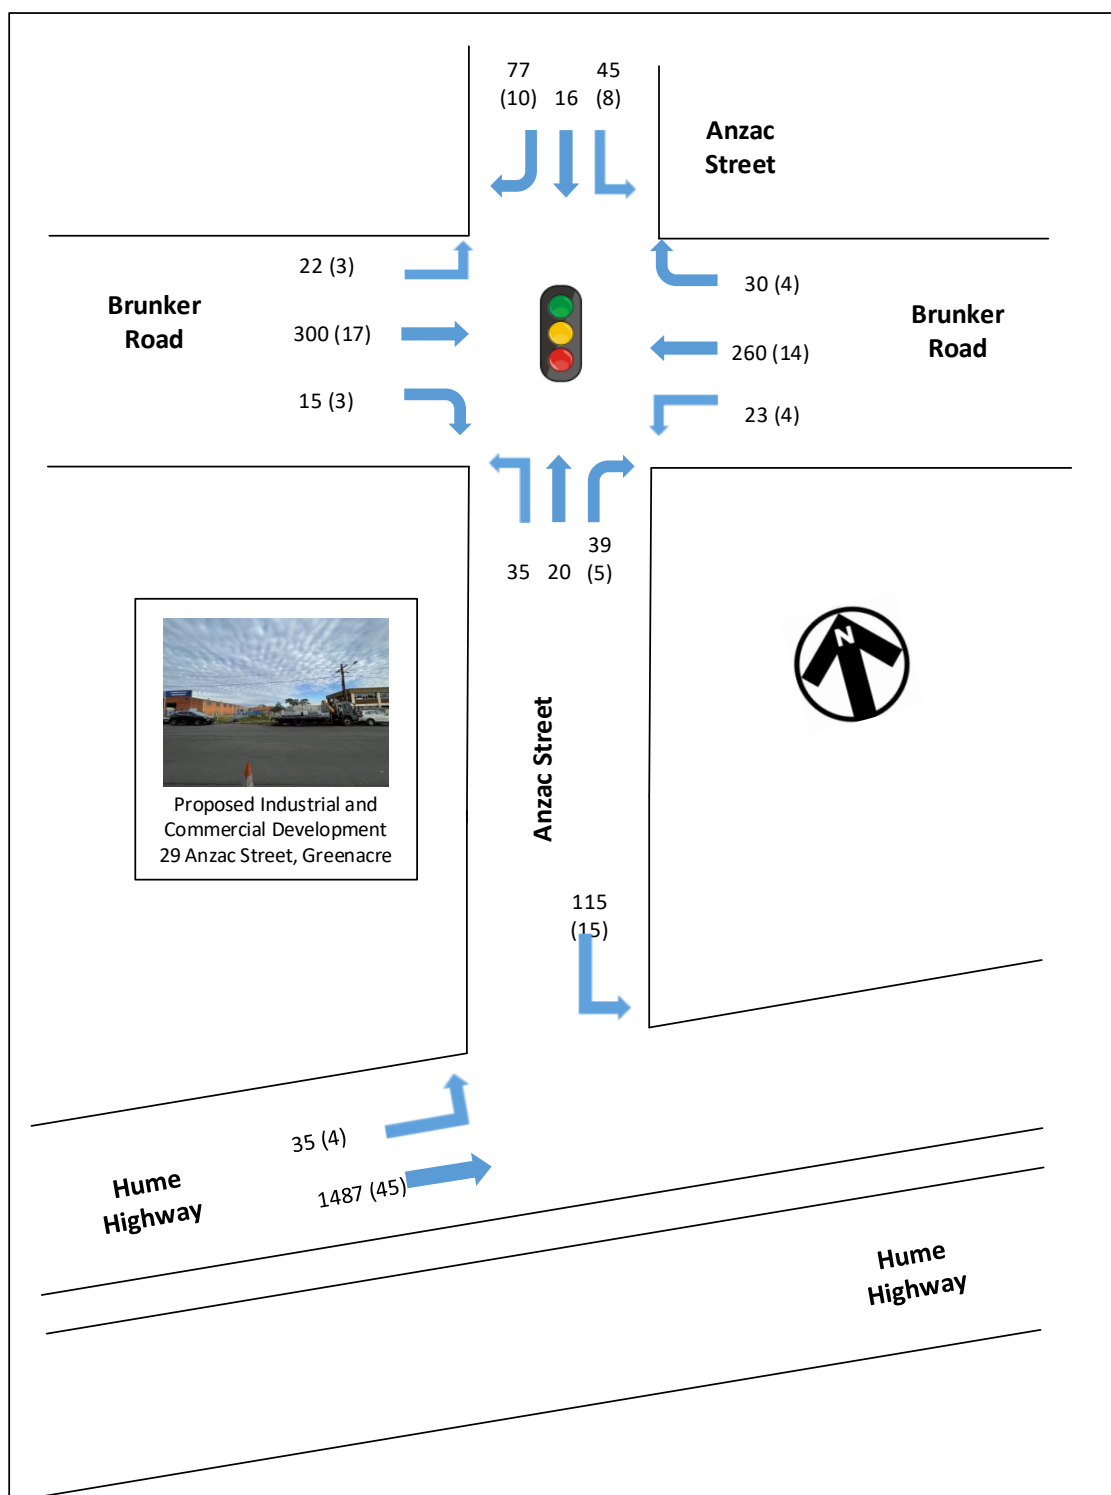 77
(10)
16
45
(8)
Anzac
Street
22 (3)
30 (4)
Brunker
Road
300 (17)
260 (14)
Brunker
Road
15 (3)
23 (4)
35
20
39
(5)
N
Proposed Industrial and
Commercial Development
29 Anzac Street, Greenacre
Anzac Street
115
(15)
35 (4)
1487 (45)
Hume
Highway
Hume
Highway